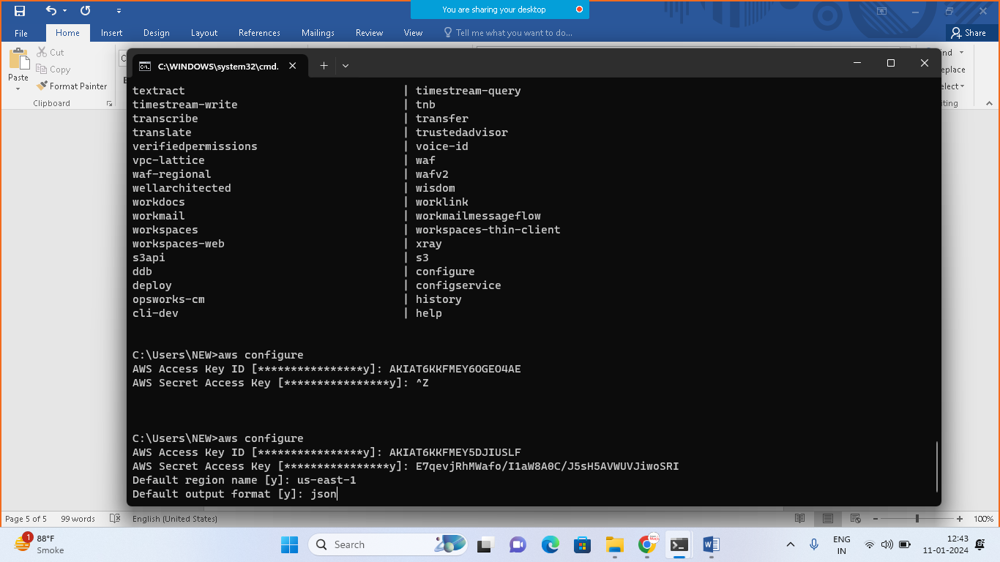 You are sharing your desktop
File Home Insert Design Layout References Mailings Review View Tell me what you want to do... Share
Paste
Cut
Copy
Format Painter
Clipboard
C:\WINDOWS\system32\cmd.
textract | timestream-query
timestream-write | tnb
transcribe | transfer
translate | trustedadvisor
verifiedpermissions | voice-id
vpc-lattice | waf
waf-regional | wafv2
wellarchitected | wisdom
workdocs | worklink
workmail | workmailmessageflow
workspaces | workspaces-thin-client
workspaces-web | xray
s3api | s3
ddb | configure
deploy | configservice
opsworks-cm | history
cli-dev | help
C:\Users\NEW>aws configure
AWS Access Key ID [****************y]: AKIAT6KKFMEY6OGEO4AE
AWS Secret Access Key [****************y]: ^Z
C:\Users\NEW>aws configure
AWS Access Key ID [****************y]: AKIAT6KKFMEY5DJIUSLF
AWS Secret Access Key [****************y]: 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
Default region name [y]: us-east-1
Default output format [y]: json
Page 5 of 5 99 words English (United States) 100%
1
88°F
Smoke
Search
ENG
IN
12:43
11-01-2024